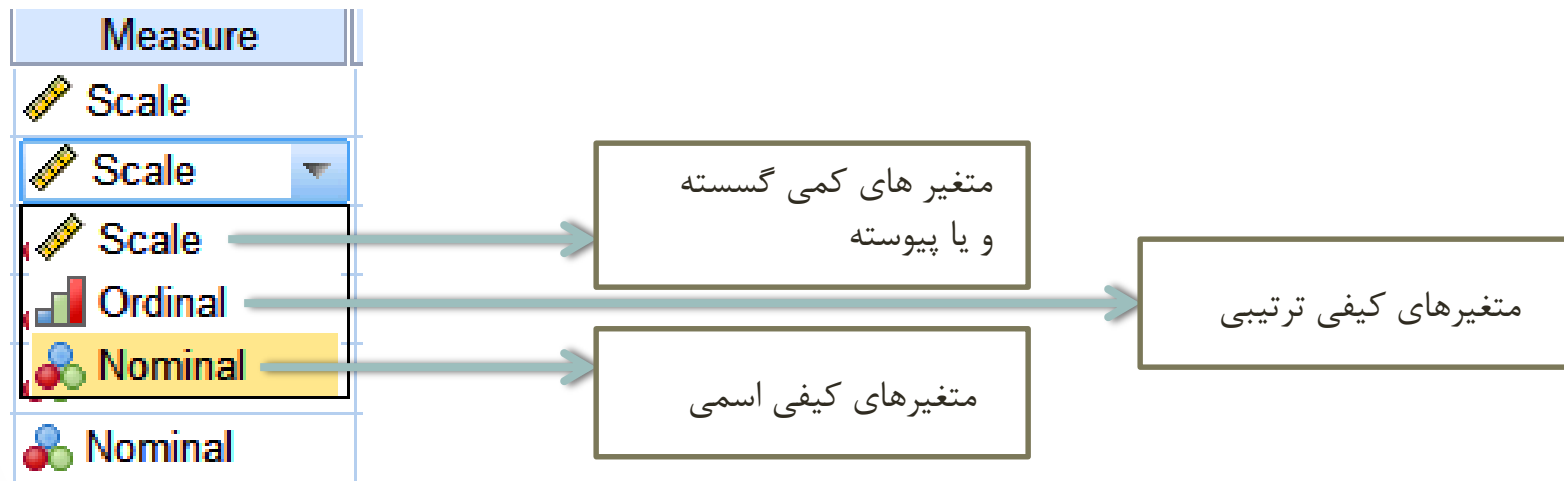 Measure
Scale
Scale
Scale
Ordinal
Nominal
Nominal
متغیر های کمی گسسته
و یا پیوسته
متغیرهای کیفی ترتیبی
متغیرهای کیفی اسمی